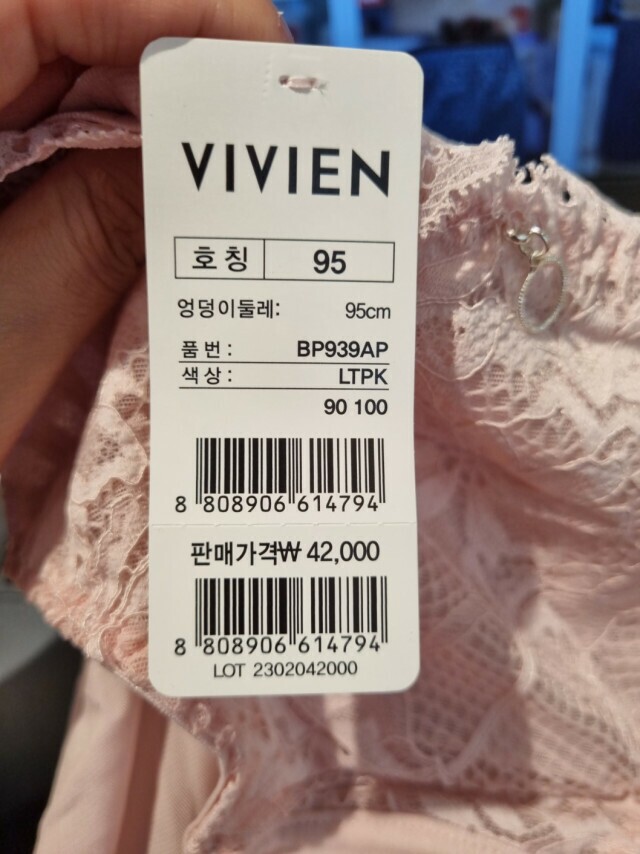 VIVIEN
호칭 95
엉덩이둘레: 95cm
품번: BP939AP
색상: LTPK
90 100
8 808906 614794
판매가격₩ 42,000
8 808906 614794
LOT 2302042000